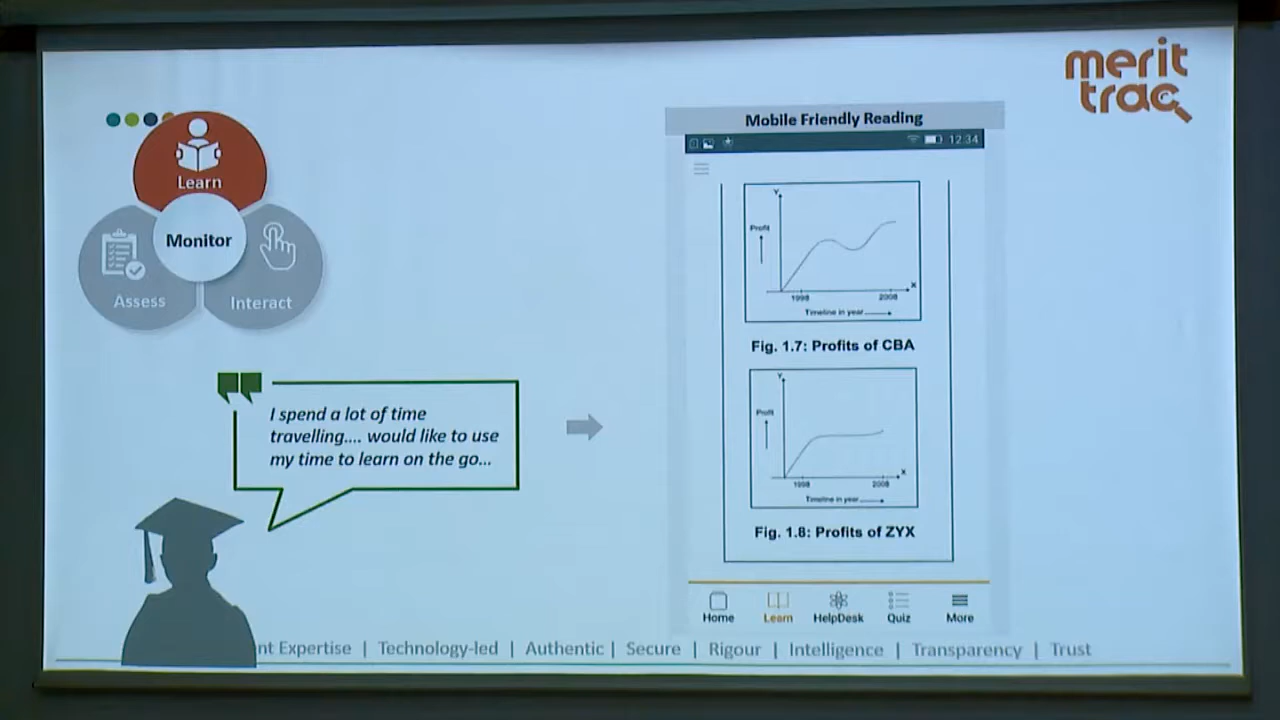 merit
trac
Learn
Monitor
Assess
Interact
I spend a lot of time
travelling.... would like to use
my time to learn on the go...
Mobile Friendly Reading
12:34
Y
Profit
1998
2008
X
Timeline in year
Fig. 1.7: Profits of CBA
Y
Profit
1998
2008
X
Timeline in year
Fig. 1.8: Profits of ZYX
Home
Learn
HelpDesk
Quiz
More
nt Expertise | Technology-led | Authentic | Secure | Rigour | Intelligence | Transparency | Trust